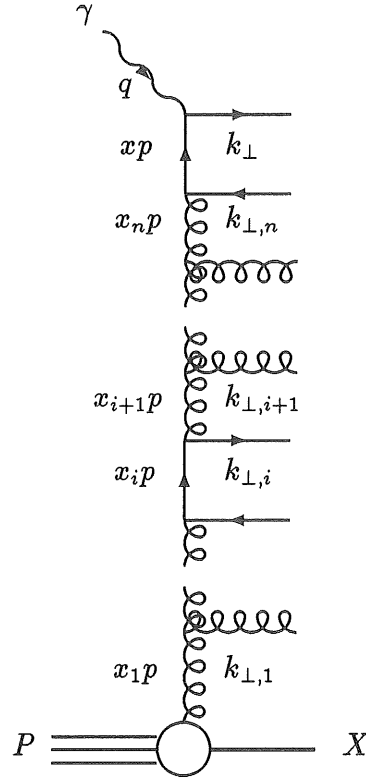 γ
q
xp k⊥
xₙp k⊥,ₙ
xᵢ₊₁p k⊥,ᵢ₊₁
xᵢp k⊥,ᵢ
x₁p k⊥,₁
P X